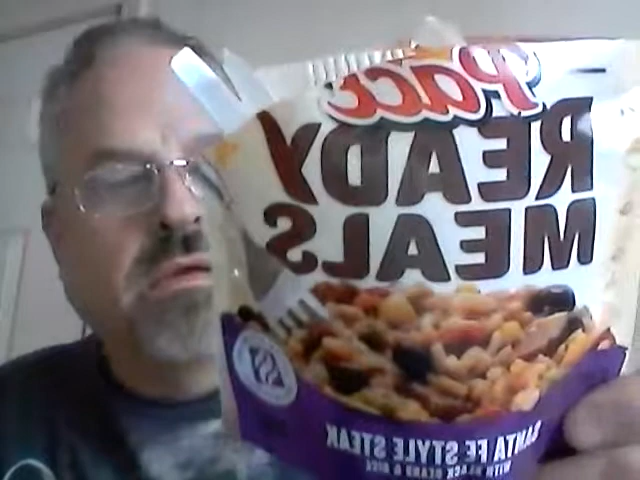 Pace
READY
MEALS
SANTA FE STYLE STEAK
WITH BLACK BEANS & RICE